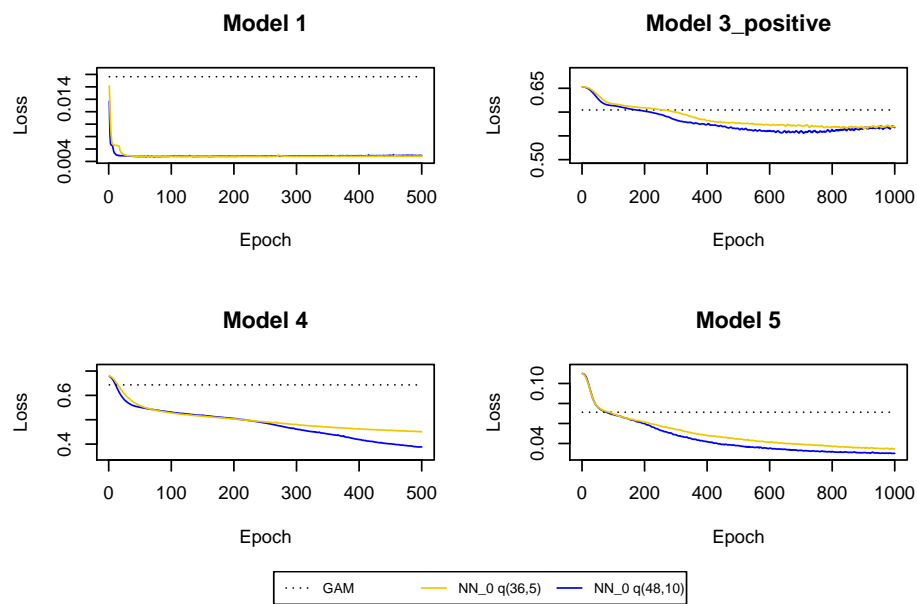 Model 1
Loss
0.014
0.004
0 100 200 300 400 500
Epoch
Model 3_positive
Loss
0.65
0.50
0 200 400 600 800 1000
Epoch
Model 4
Loss
0.6
0.4
0 100 200 300 400 500
Epoch
Model 5
Loss
0.10
0.04
0 200 400 600 800 1000
Epoch
GAM NN_0 q(36,5) NN_0 q(48,10)